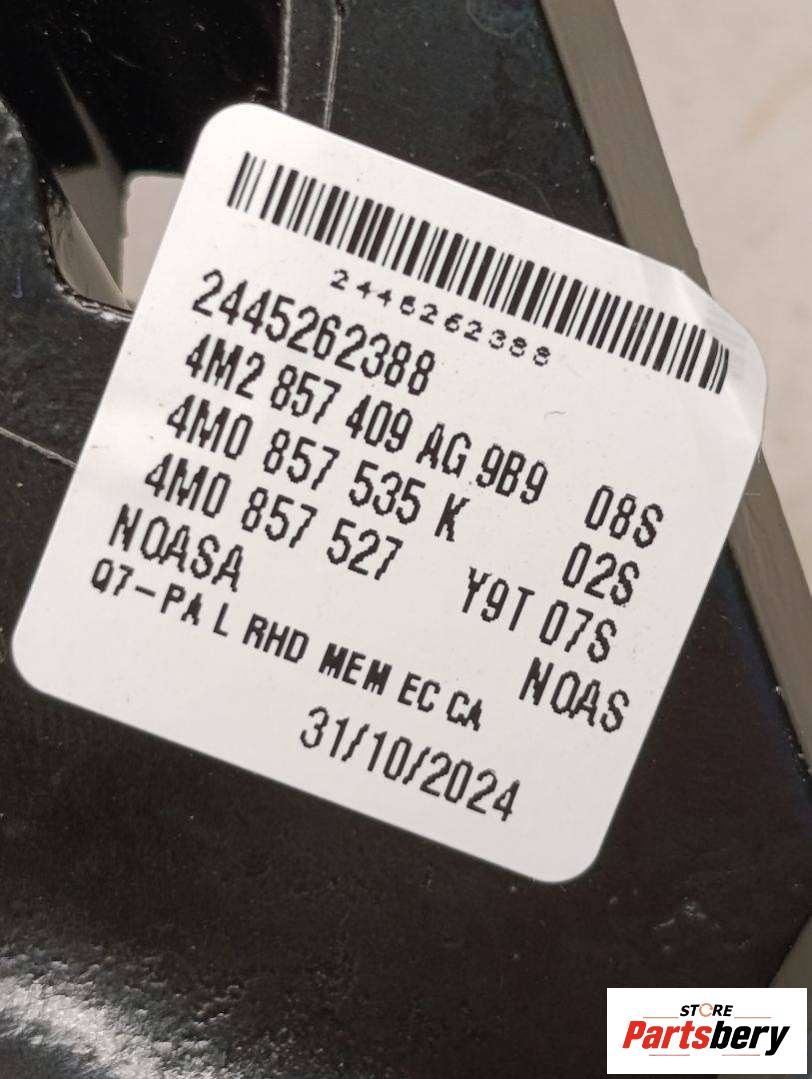 2445262388
2445262388
4M2 857 409 AG 9B9 08S
4M0 857 535 K 02S
4M0 857 527 Y9T 07S
NOASA NOAS
Q7-PA L RHD MEM EC CA
31/10/2024
STORE
Partsbery